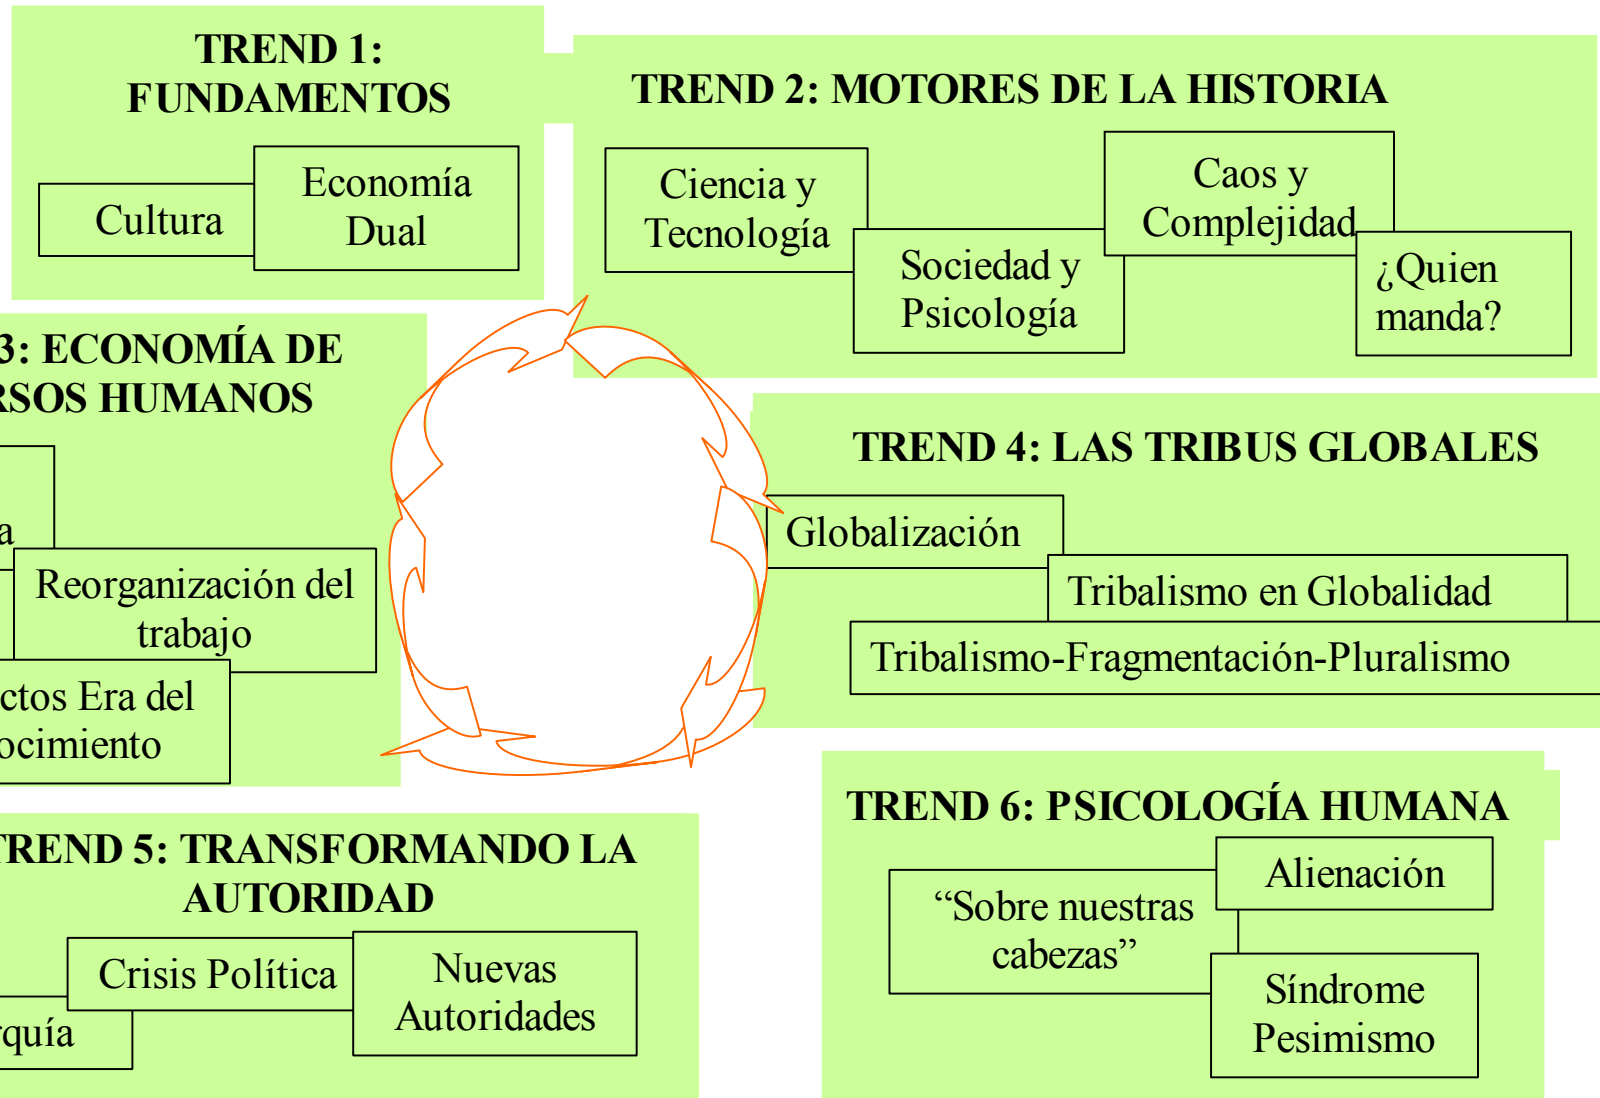 TREND 1:
FUNDAMENTOS
Cultura
Economía
Dual
TREND 2: MOTORES DE LA HISTORIA
Ciencia y
Tecnología
Sociedad y
Psicología
Caos y
Complejidad
¿Quien
manda?
3: ECONOMÍA DE
RSOS HUMANOS
a
Reorganización del
trabajo
ctos Era del
ocimiento
TREND 4: LAS TRIBUS GLOBALES
Globalización
Tribalismo en Globalidad
Tribalismo-Fragmentación-Pluralismo
TREND 5: TRANSFORMANDO LA
AUTORIDAD
rquía
Crisis Política
Nuevas
Autoridades
TREND 6: PSICOLOGÍA HUMANA
“Sobre nuestras
cabezas”
Alienación
Síndrome
Pesimismo